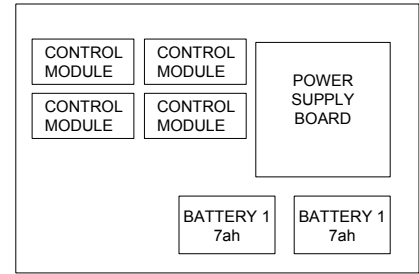 CONTROL
MODULE
CONTROL
MODULE
POWER
SUPPLY
BOARD
CONTROL
MODULE
CONTROL
MODULE
BATTERY 1
7ah
BATTERY 1
7ah